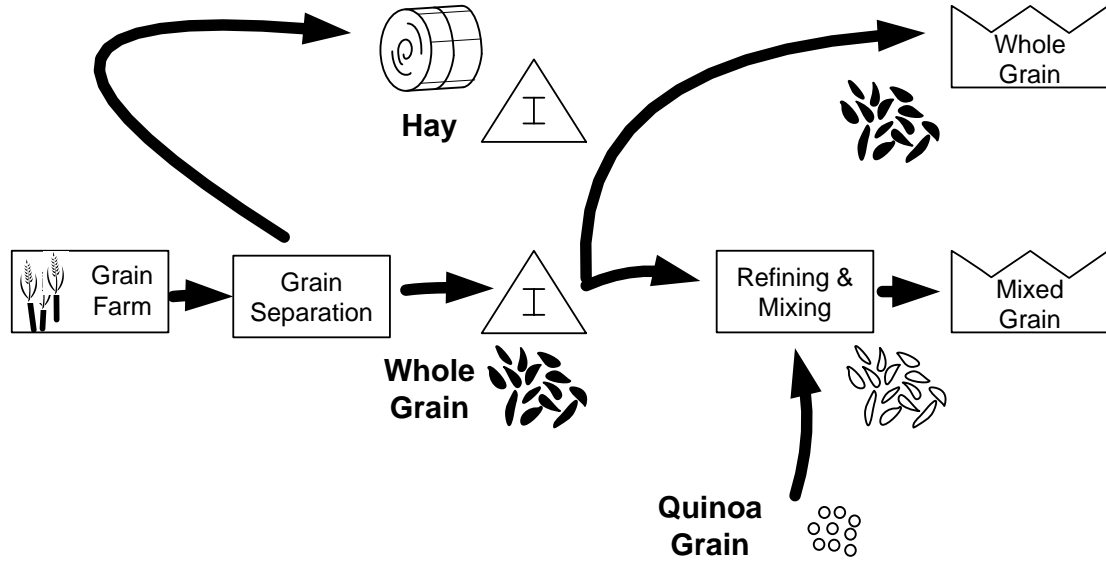 Hay
I
Whole
Grain
Grain
Farm
Grain
Separation
I
Whole
Grain
Refining &
Mixing
Mixed
Grain
Quinoa
Grain